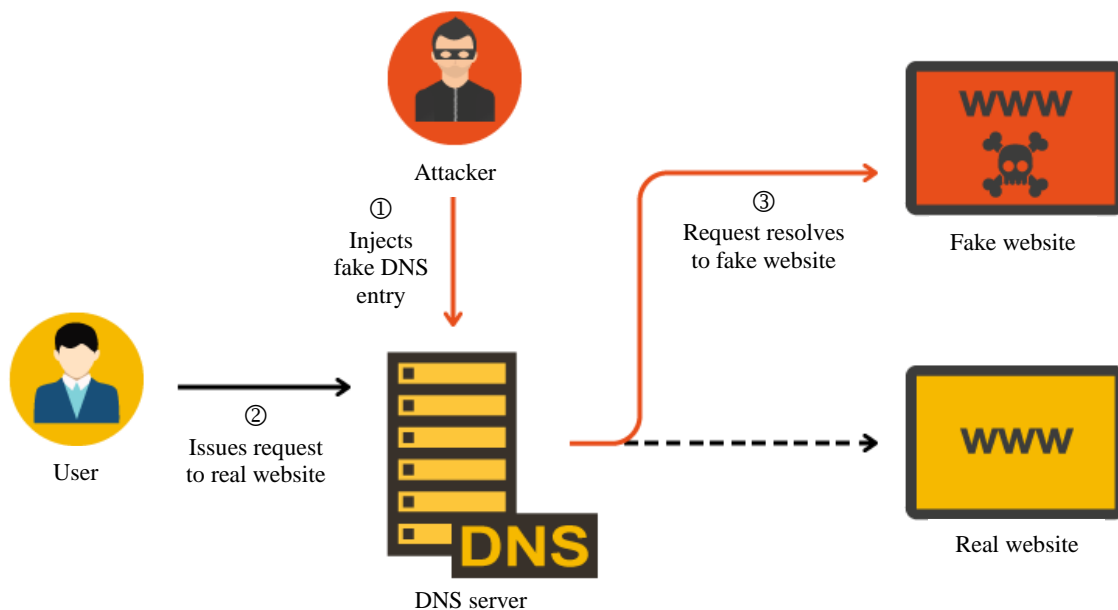 Attacker
①
Injects
fake DNS
entry
WWW
Fake website
③
Request resolves
to fake website
User
②
Issues request
to real website
DNS
DNS server
WWW
Real website